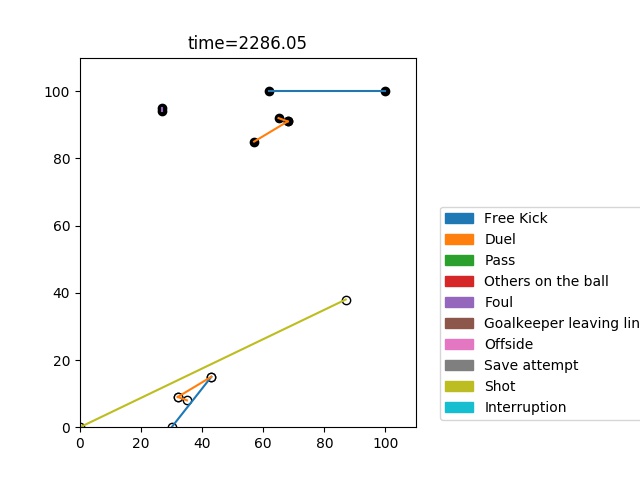 time=2286.05
100
80
60
40
20
0
0 20 40 60 80 100
Free Kick
Duel
Pass
Others on the ball
Foul
Goalkeeper leaving lin
Offside
Save attempt
Shot
Interruption